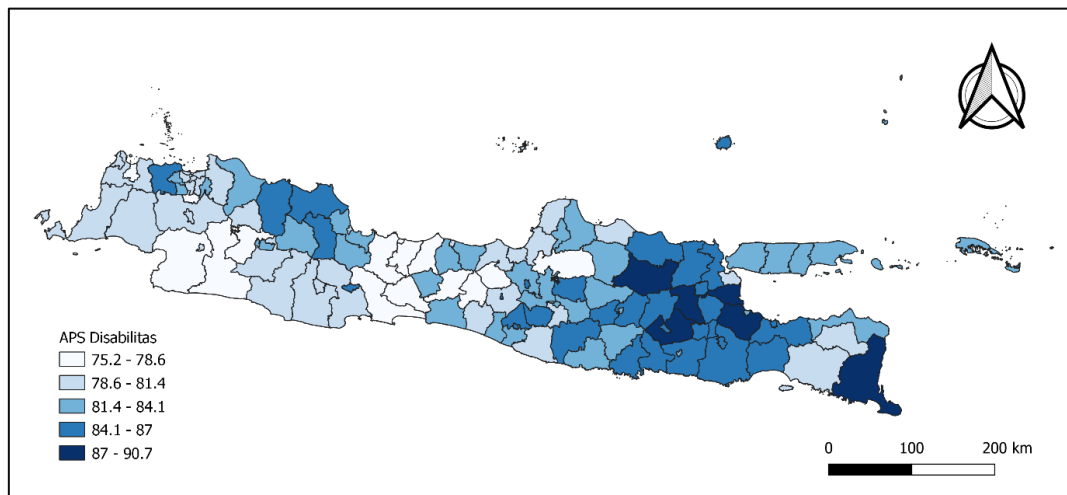 APS Disabilitas
75.2 - 78.6
78.6 - 81.4
81.4 - 84.1
84.1 - 87
87 - 90.7
0 100 200 km